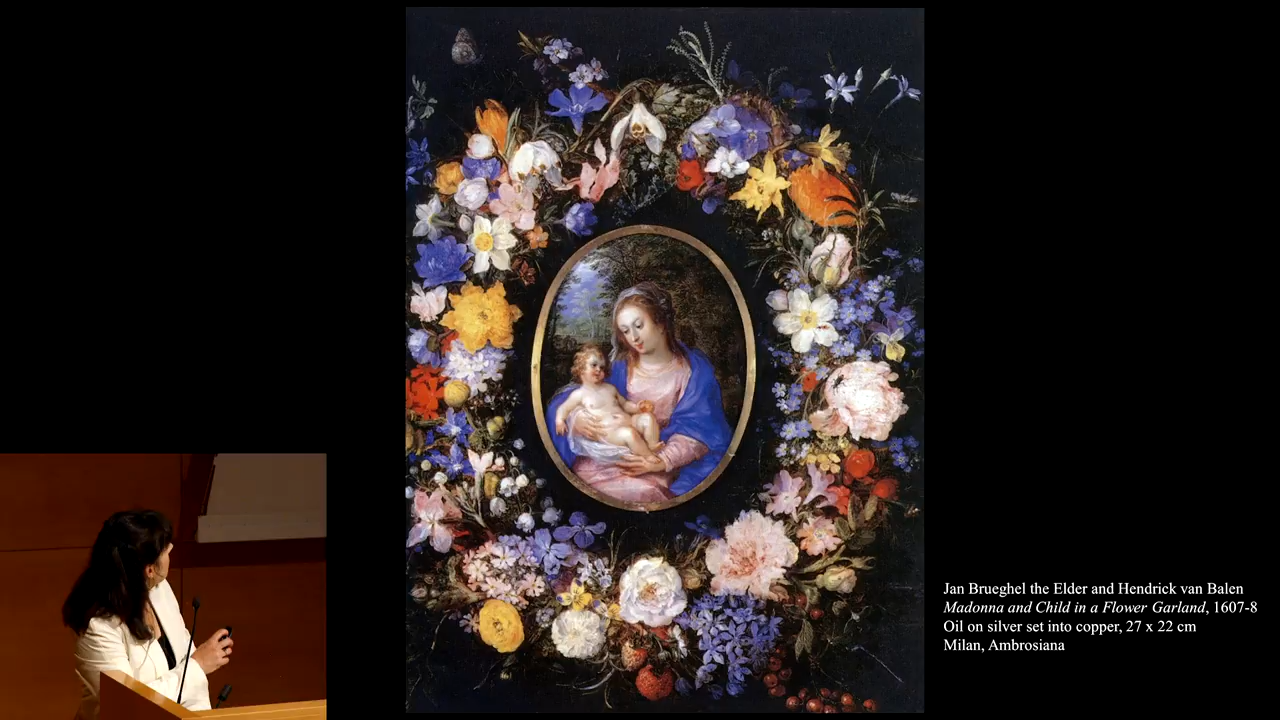 Jan Brueghel the Elder and Hendrick van Balen
Madonna and Child in a Flower Garland, 1607-8
Oil on silver set into copper, 27 x 22 cm
Milan, Ambrosiana